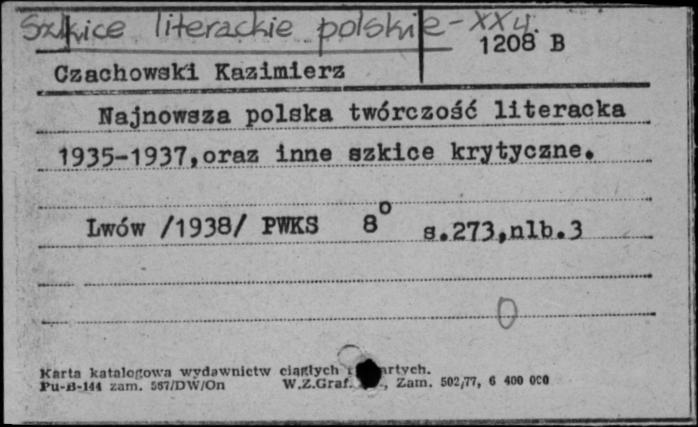 Szkice literackie polskie - XX w.
1208 B
Czachowski Kazimierz
Najnowsza polska twórczość literacka
1935-1937,oraz inne szkice krytyczne.
Lwów /1938/ PWKS 8° s.273,nlb.3
Karta katalogowa wydawnictw ciągłych
Pu-B-144 zam. 567/DW/On W.Z.Graf. Zam. 502/77, 6 400 000